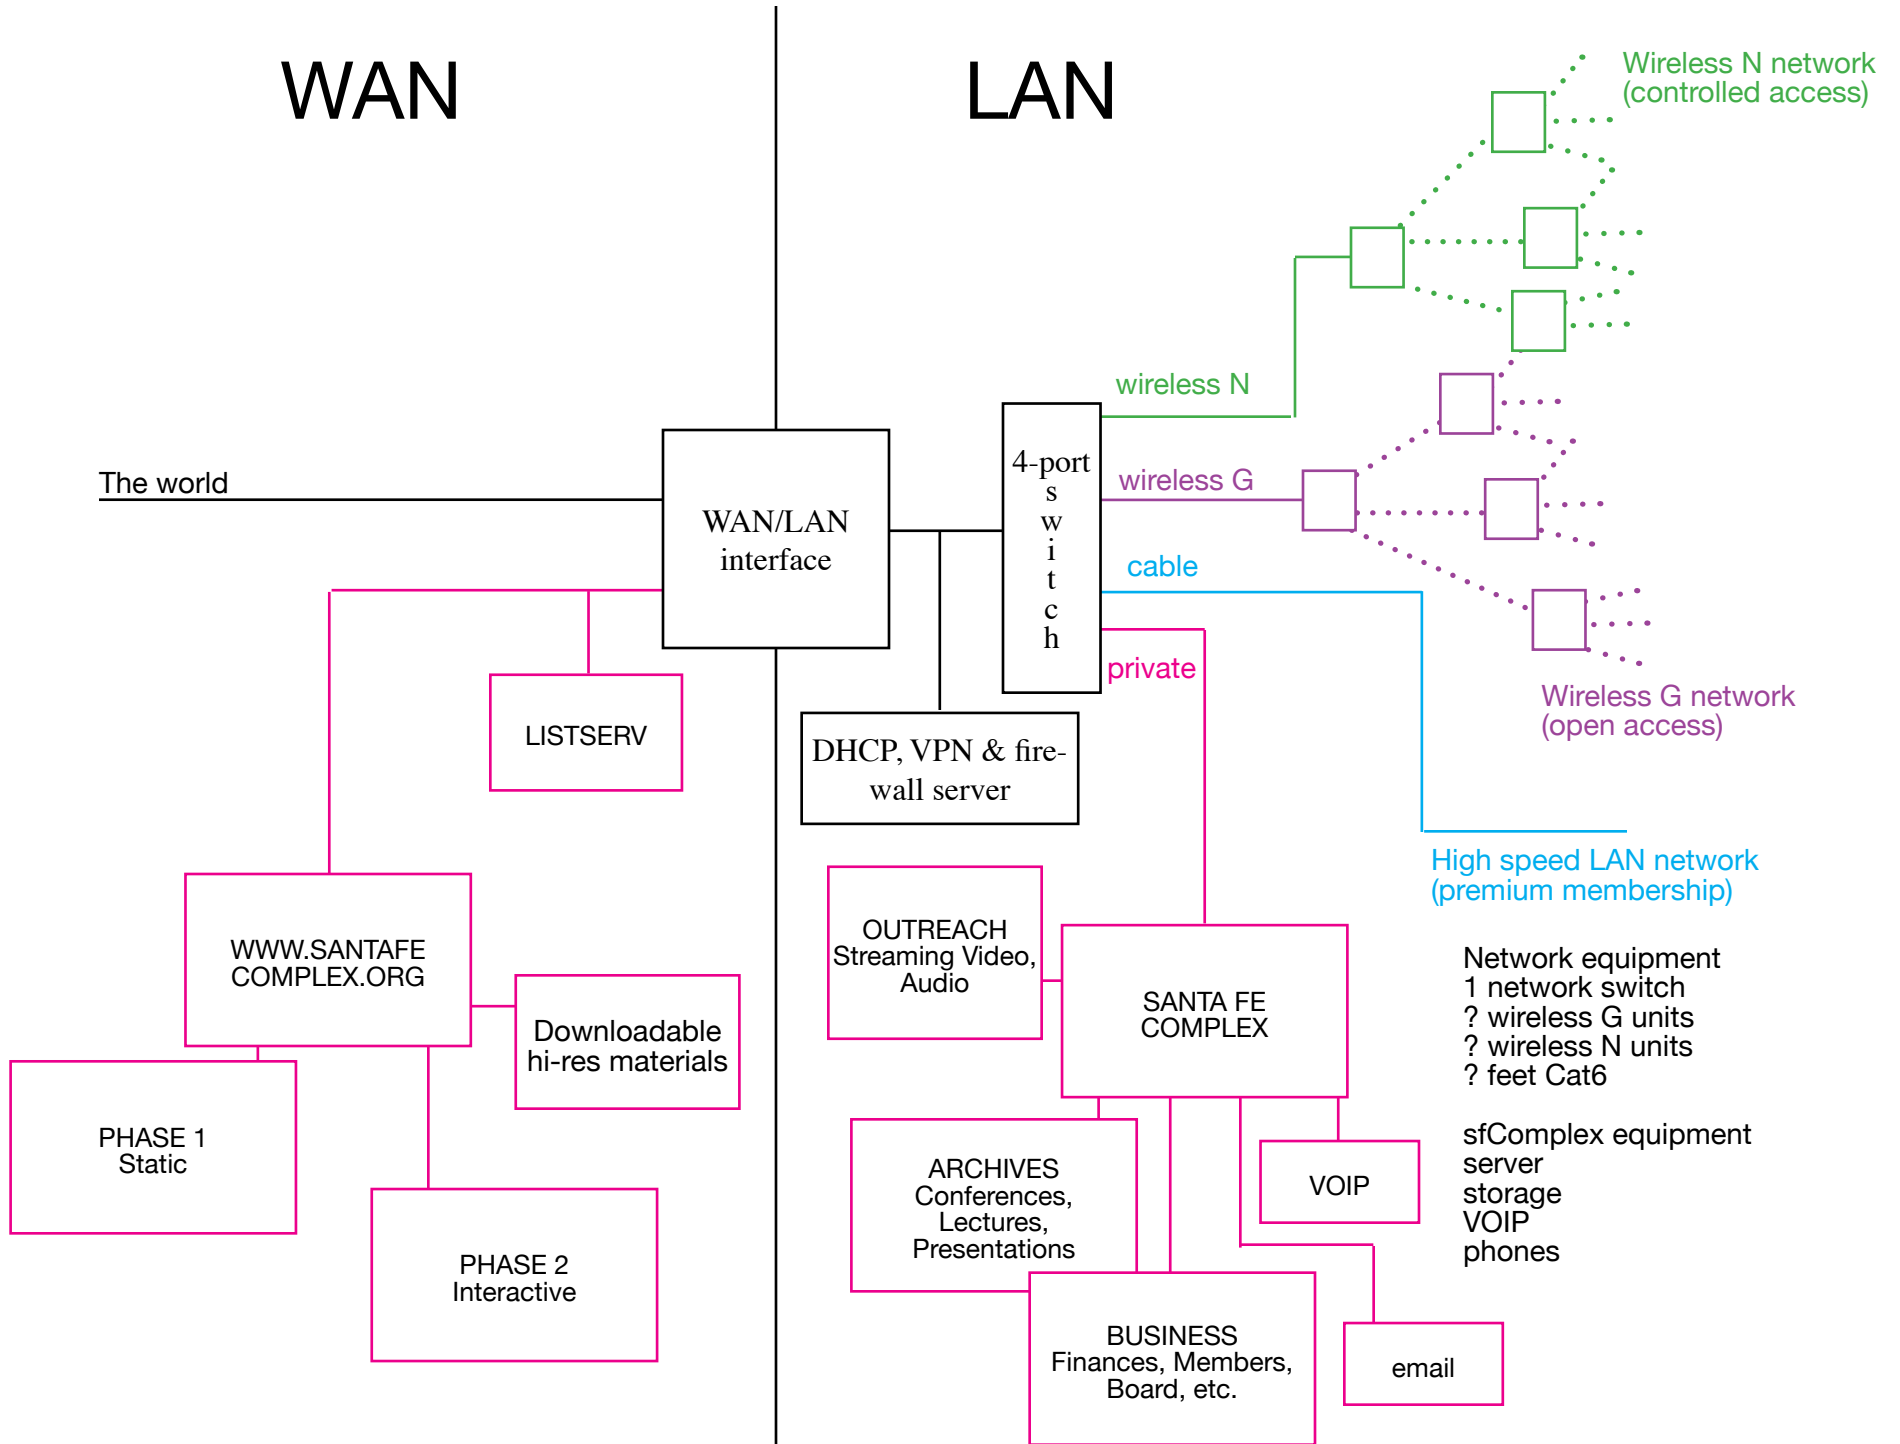 WAN
LAN
Wireless N network
(controlled access)
wireless N
4-port
s
w
i
t
c
h
The world
wireless G
WAN/LAN
interface
cable
private
Wireless G network
(open access)
LISTSERV
DHCP, VPN & fire-
wall server
High speed LAN network
(premium membership)
WWW.SANTAFE
COMPLEX.ORG
OUTREACH
Streaming Video,
Audio
SANTA FE
COMPLEX
Downloadable
hi-res materials
Network equipment
1 network switch
? wireless G units
? wireless N units
? feet Cat6
PHASE 1
Static
ARCHIVES
Conferences,
Lectures,
Presentations
VOIP
sfComplex equipment
server
storage
VOIP
phones
PHASE 2
Interactive
BUSINESS
Finances, Members,
Board, etc.
email